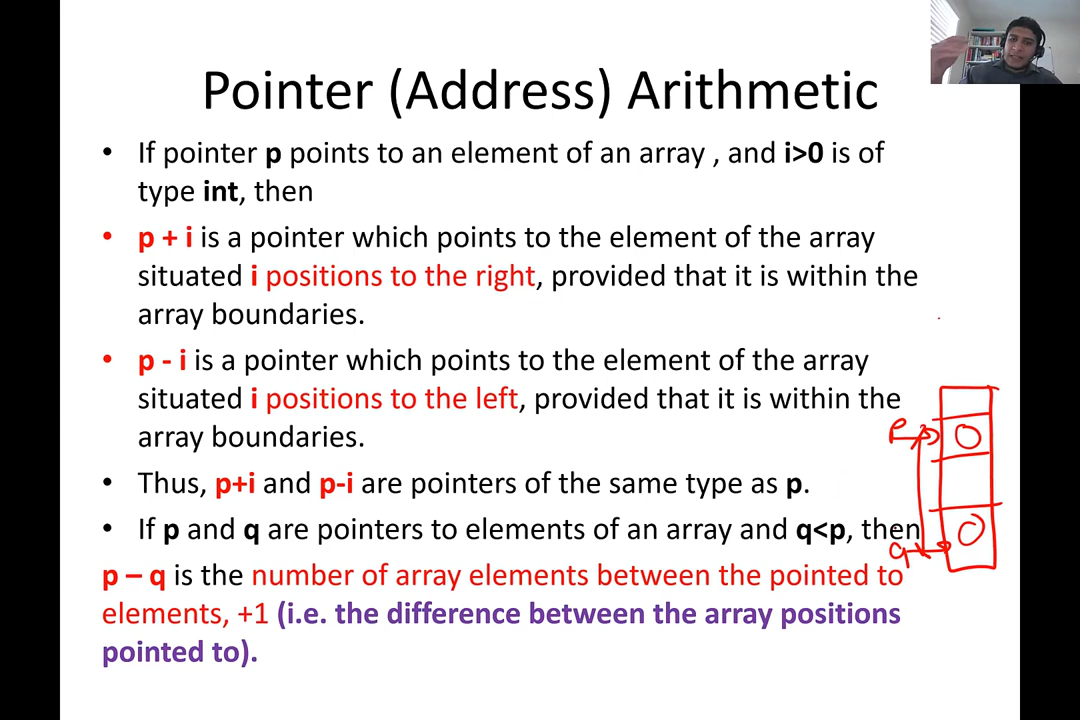 Pointer (Address) Arithmetic
• If pointer p points to an element of an array , and i>0 is of
type int, then
• p + i is a pointer which points to the element of the array
situated i positions to the right, provided that it is within the
array boundaries.
• p - i is a pointer which points to the element of the array
situated i positions to the left, provided that it is within the
array boundaries.
• Thus, p+i and p-i are pointers of the same type as p.
• If p and q are pointers to elements of an array and q<p, then
p – q is the number of array elements between the pointed to
elements, +1 (i.e. the difference between the array positions
pointed to).
P
q